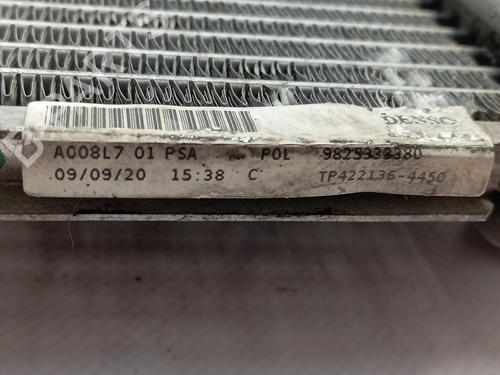 DENSO
A008L7 01 PSA POL 9825333380
09/09/20 15:38 C TP422136-4450